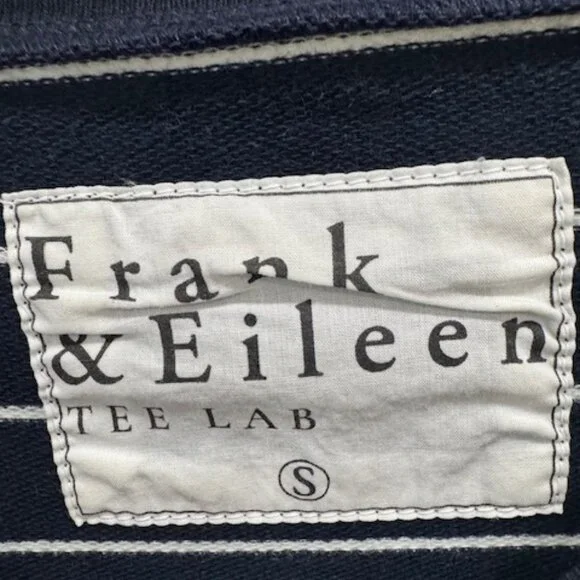 Frank
& Eileen
TEE LAB
S